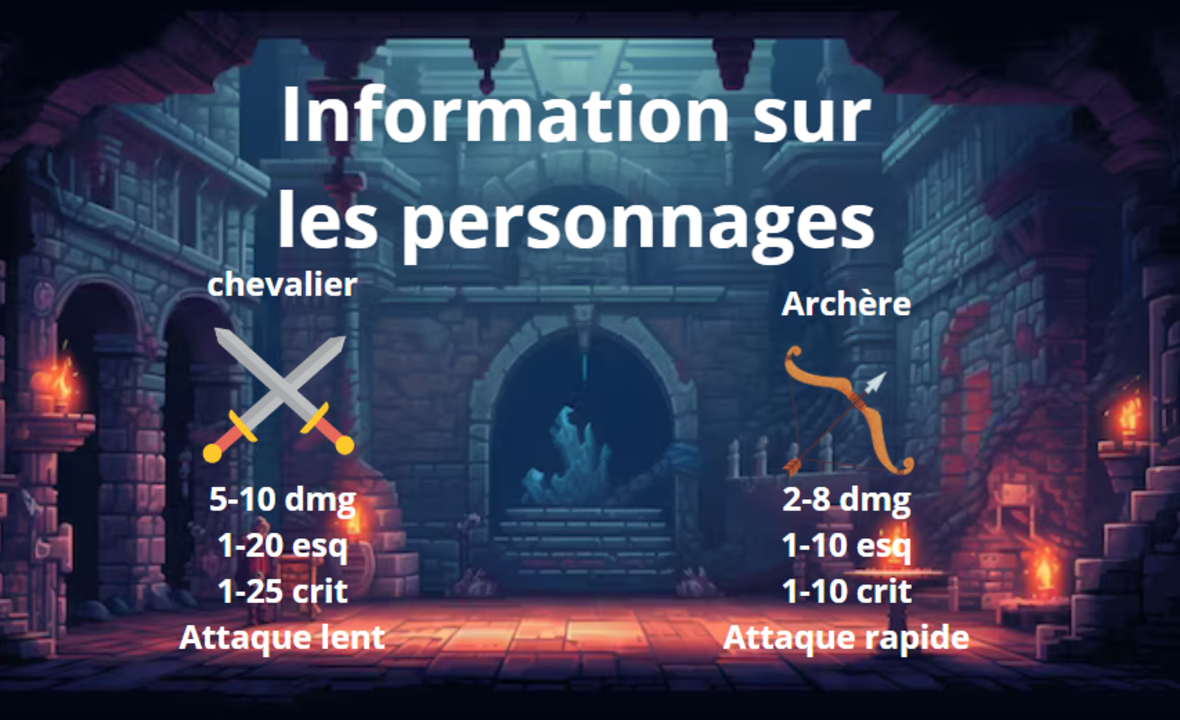 Information sur
les personnages
chevalier
5-10 dmg
1-20 esq
1-25 crit
Attaque lent
Archère
2-8 dmg
1-10 esq
1-10 crit
Attaque rapide